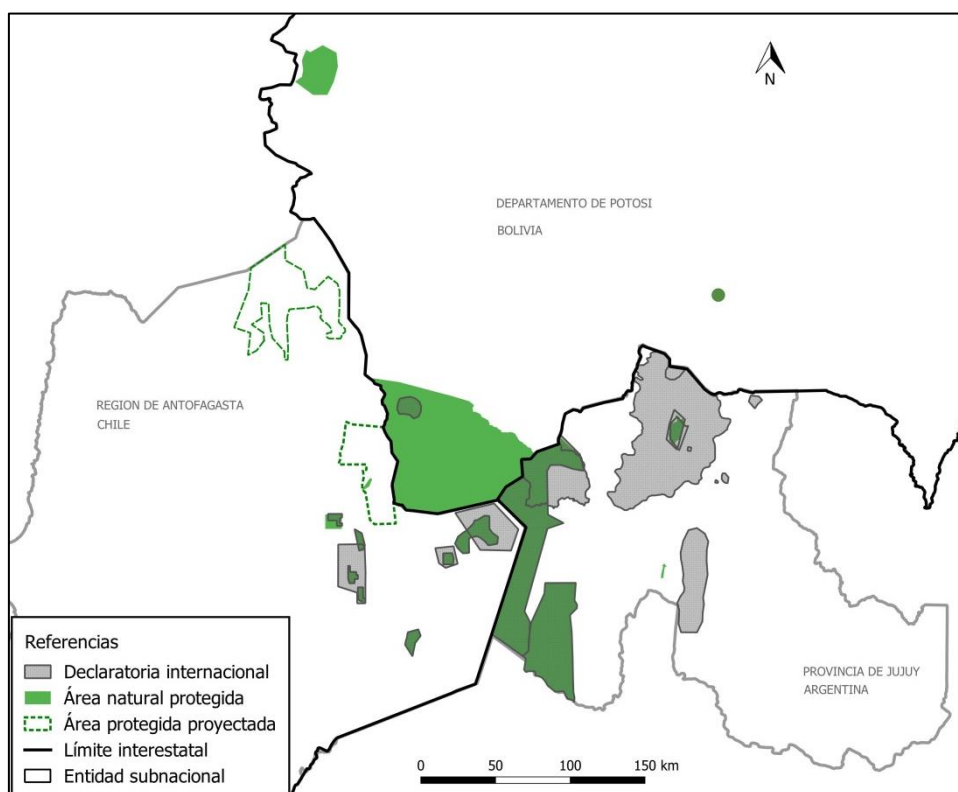 N
DEPARTAMENTO DE POTOSI
BOLIVIA
REGION DE ANTOFAGASTA
CHILE
PROVINCIA DE JUJUY
ARGENTINA
Referencias
Declaratoria internacional
Área natural protegida
Área protegida proyectada
Límite interestatal
Entidad subnacional
0 50 100 150 km